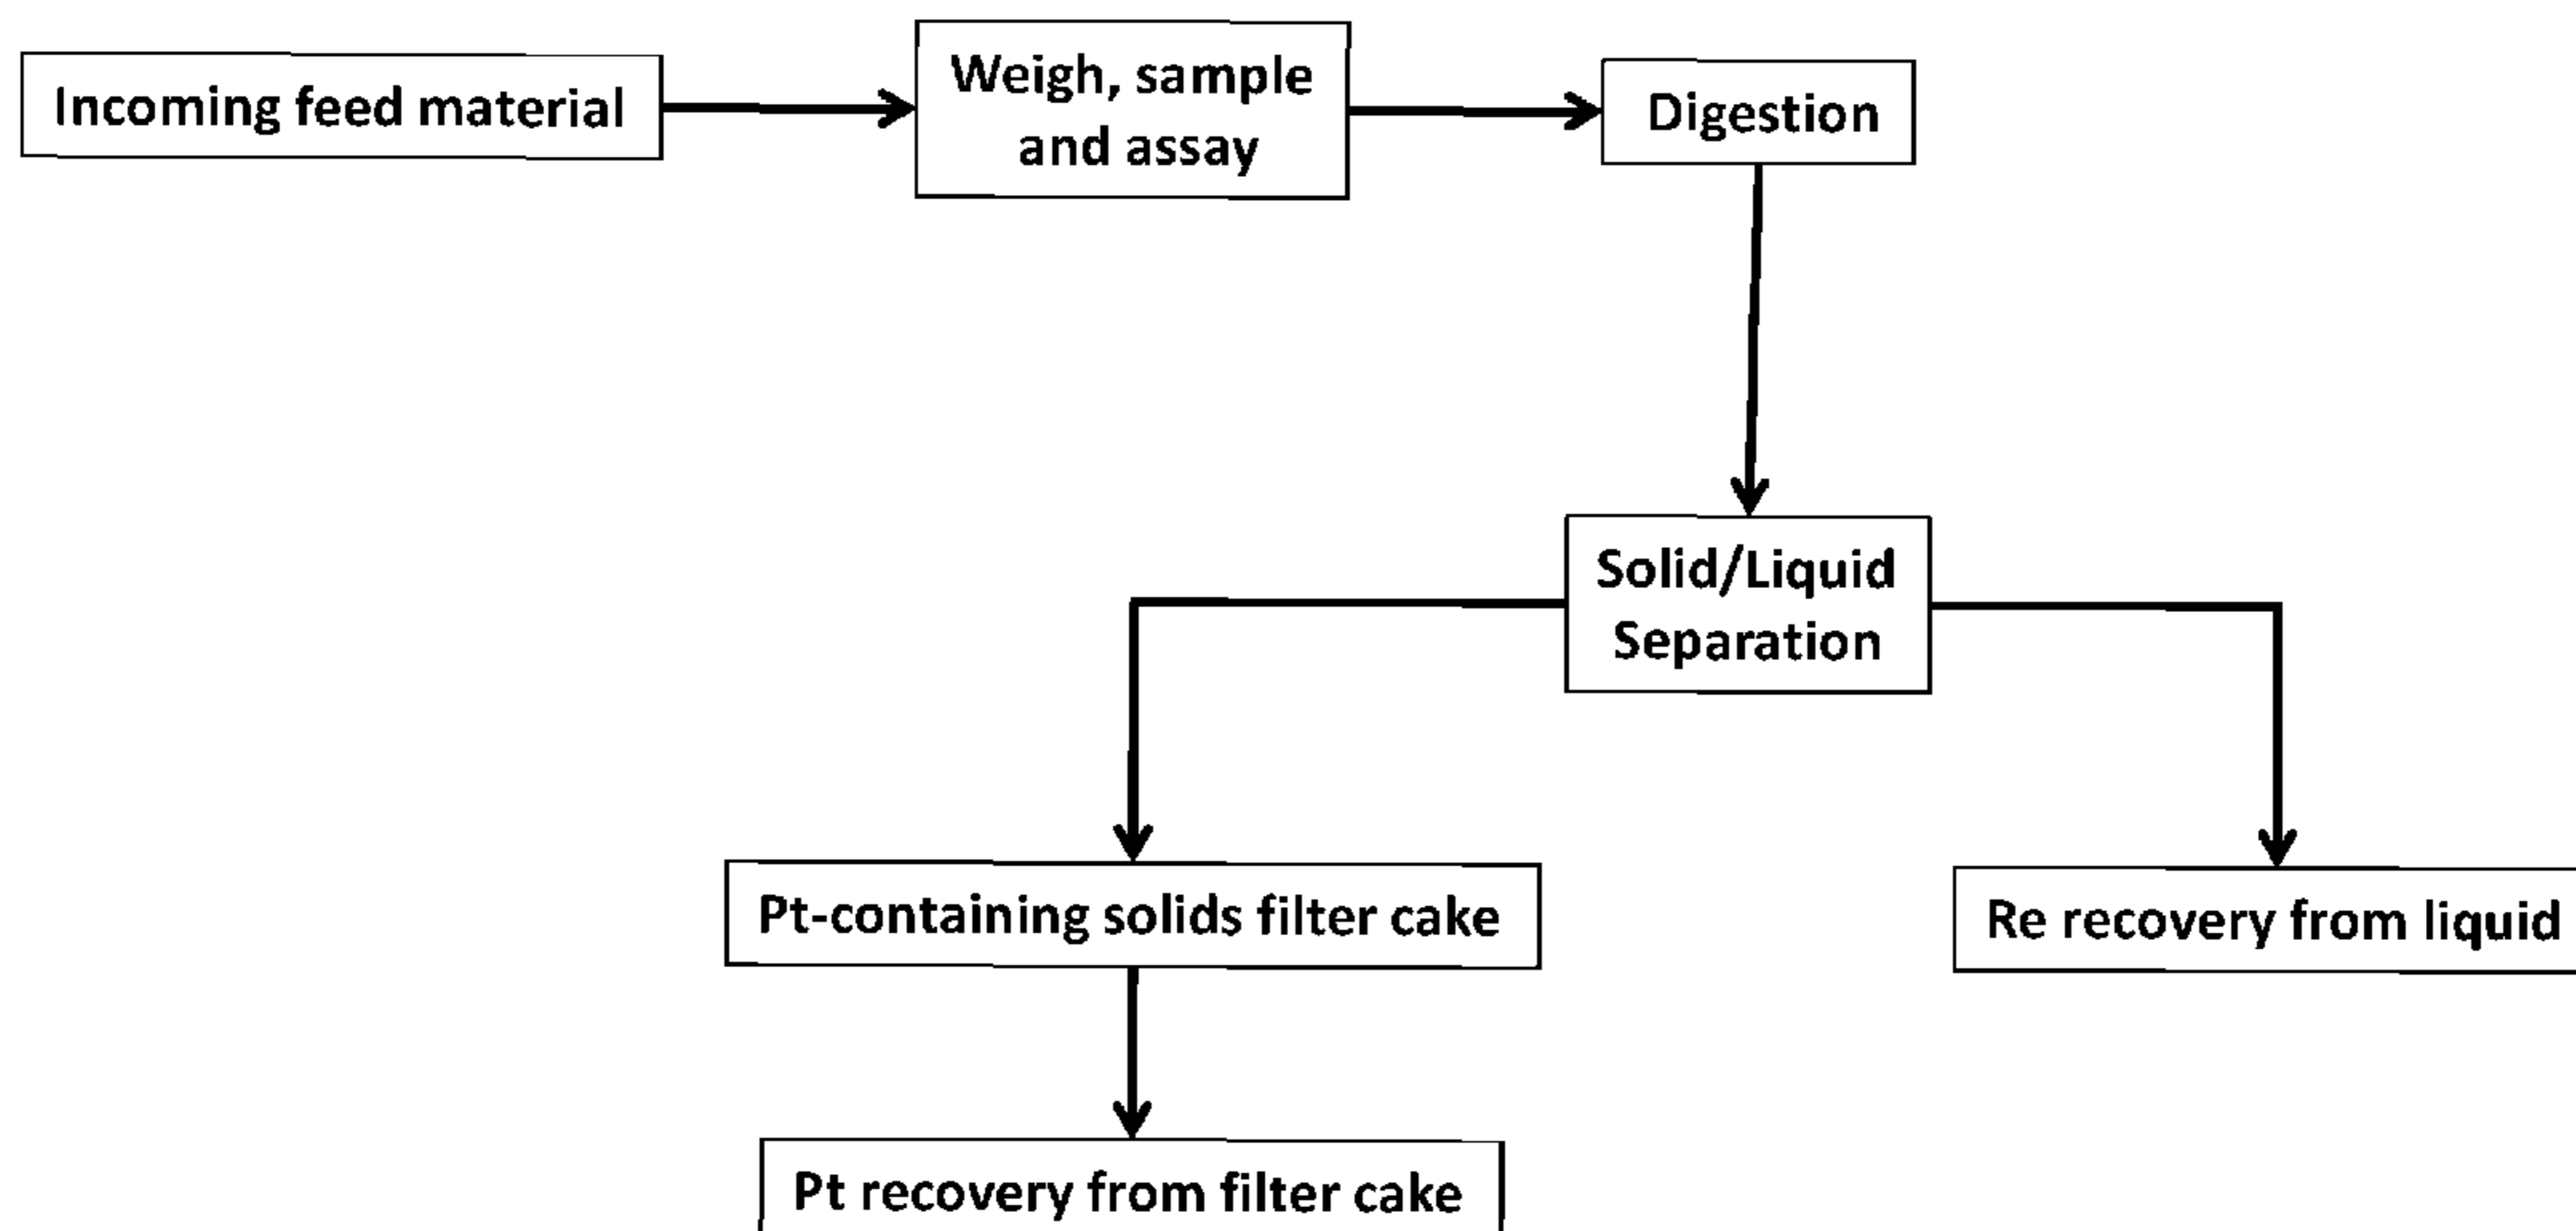 Incoming feed material
Weigh, sample
and assay
Digestion
Solid/Liquid
Separation
Pt-containing solids filter cake
Re recovery from liquid
Pt recovery from filter cake